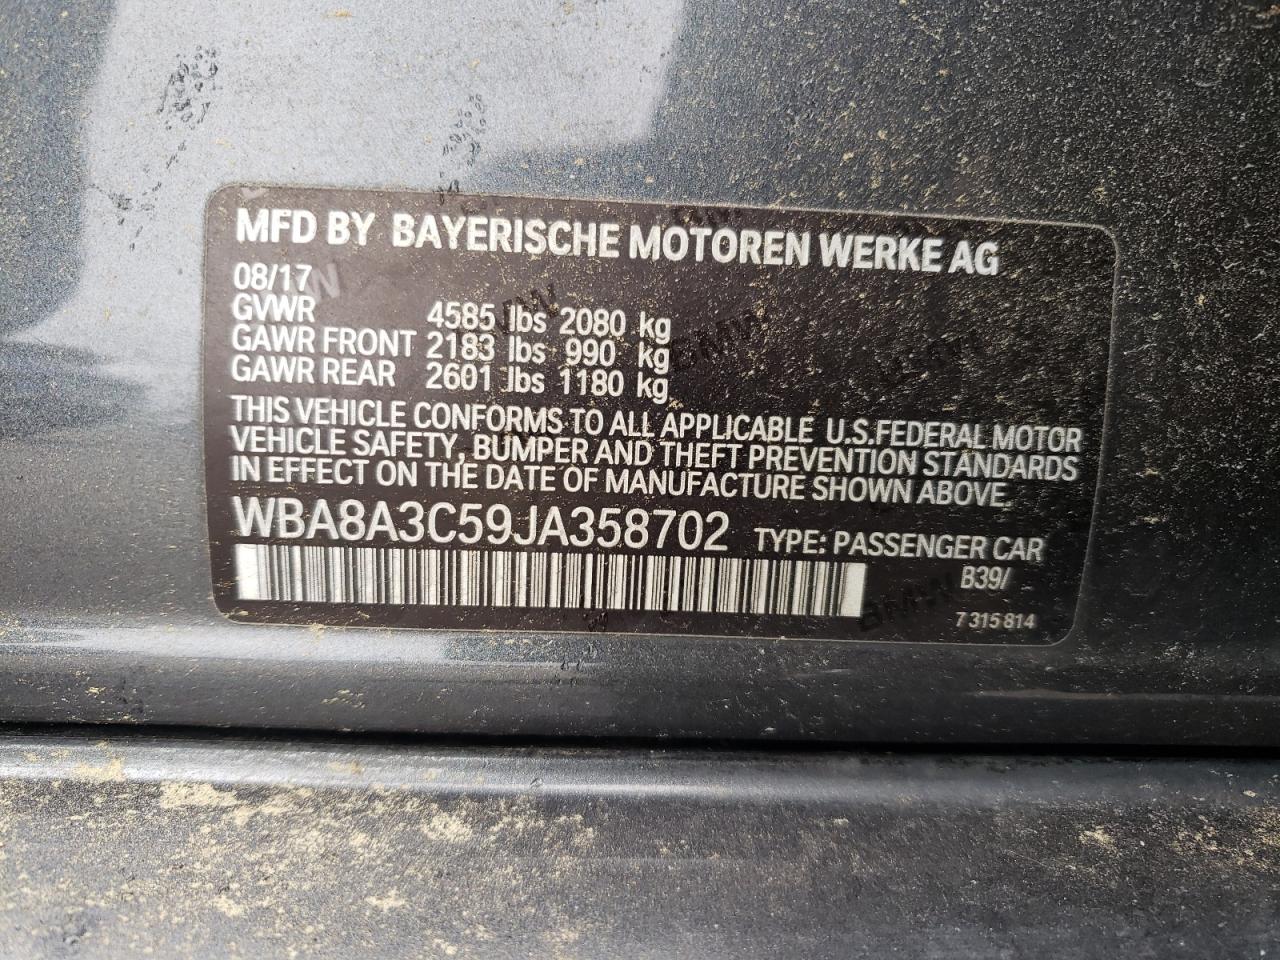 MFD BY BAYERISCHE MOTOREN WERKE AG
08/17
GVWR 4585 lbs 2080 kg
GAWR FRONT 2183 lbs 990 kg
GAWR REAR 2601 lbs 1180 kg
THIS VEHICLE CONFORMS TO ALL APPLICABLE U.S.FEDERAL MOTOR
VEHICLE SAFETY, BUMPER AND THEFT PREVENTION STANDARDS
IN EFFECT ON THE DATE OF MANUFACTURE SHOWN ABOVE.
WBA8A3C59JA358702 TYPE: PASSENGER CAR
B39/
7 315 814